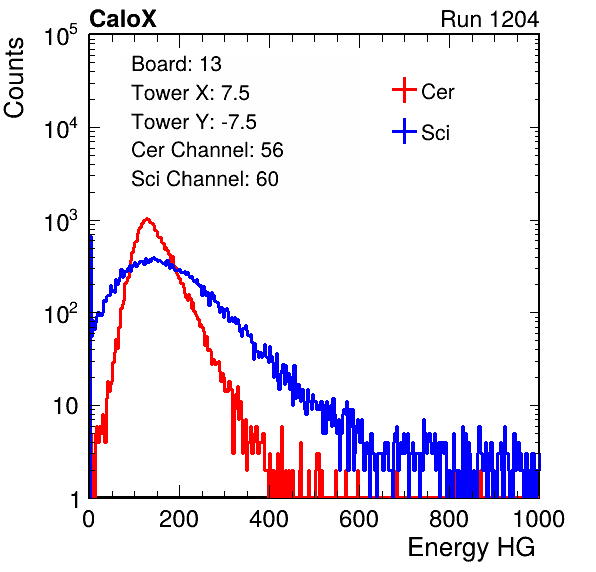 CaloX Run 1204
Counts
10^5
10^4
10^3
10^2
10
1
Board: 13
Tower X: 7.5
Tower Y: -7.5
Cer Channel: 56
Sci Channel: 60
Cer
Sci
0 200 400 600 800 1000
Energy HG